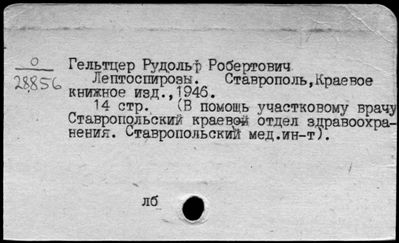 О
28856
Гельтцер Рудольф Робертович
Лептоспирозы. Ставрополь,Краевое
книжное изд.,1946.
14 стр. (В помощь участковому врачу
Ставропольский краевой отдел здравоохра-
нения. Ставропольский мед.ин-т).
лб